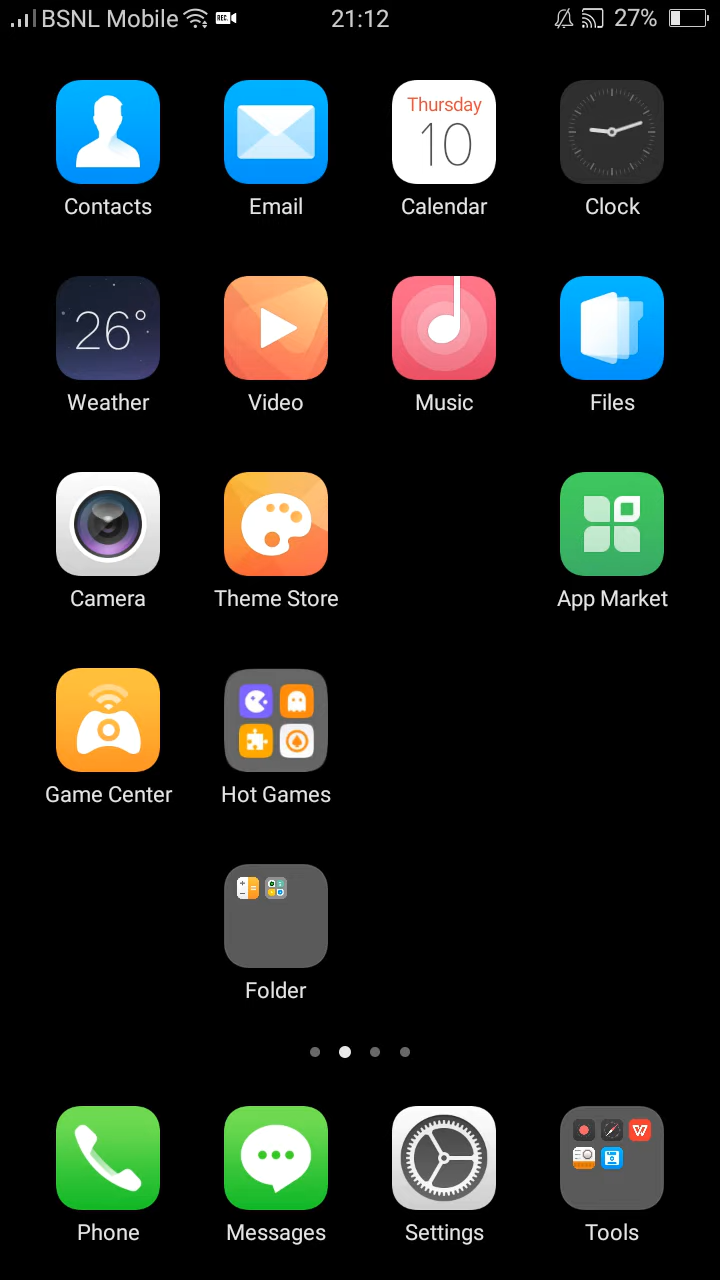 BSNL Mobile REC. 21:12 27%
Thursday
10
Contacts Email Calendar Clock
26°
Weather Video Music Files
Camera Theme Store App Market
Game Center Hot Games
Folder
Phone Messages Settings Tools